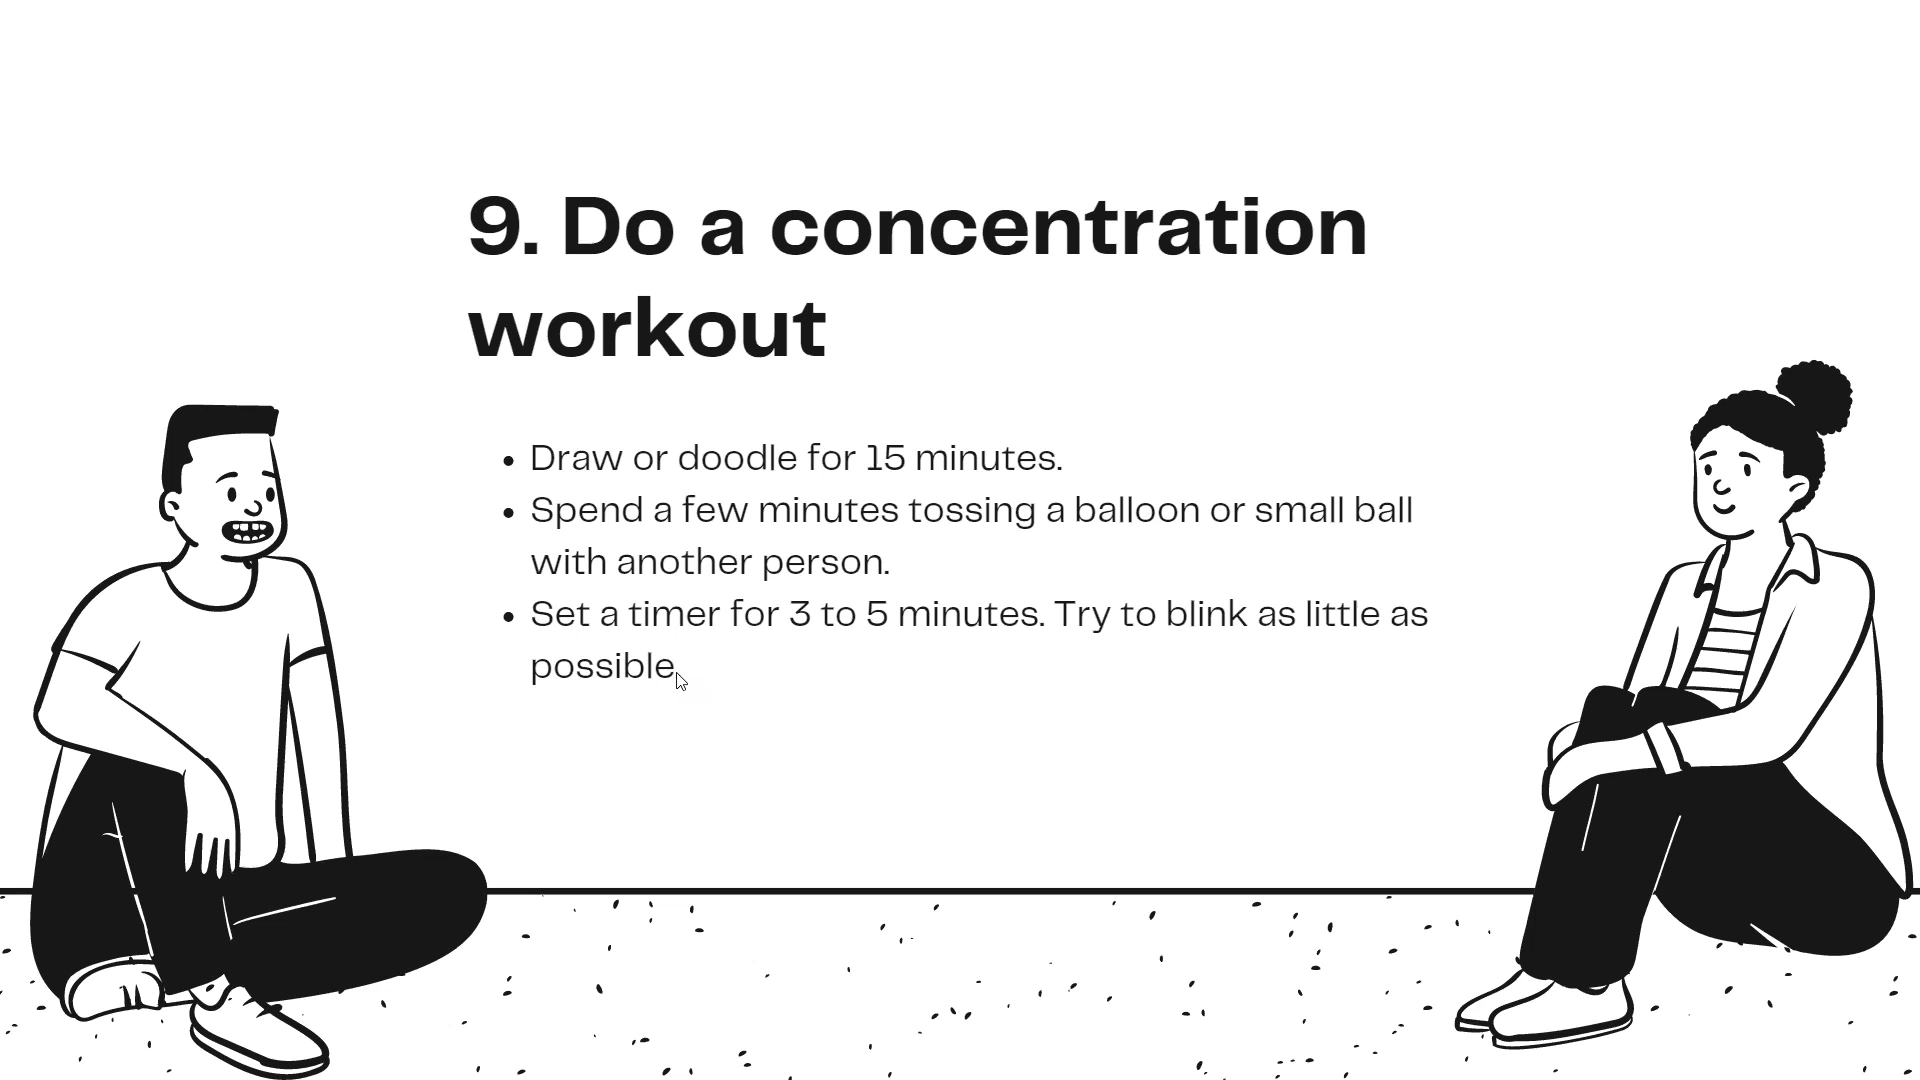 9. Do a concentration
workout
• Draw or doodle for 15 minutes.
• Spend a few minutes tossing a balloon or small ball
with another person.
• Set a timer for 3 to 5 minutes. Try to blink as little as
possible.